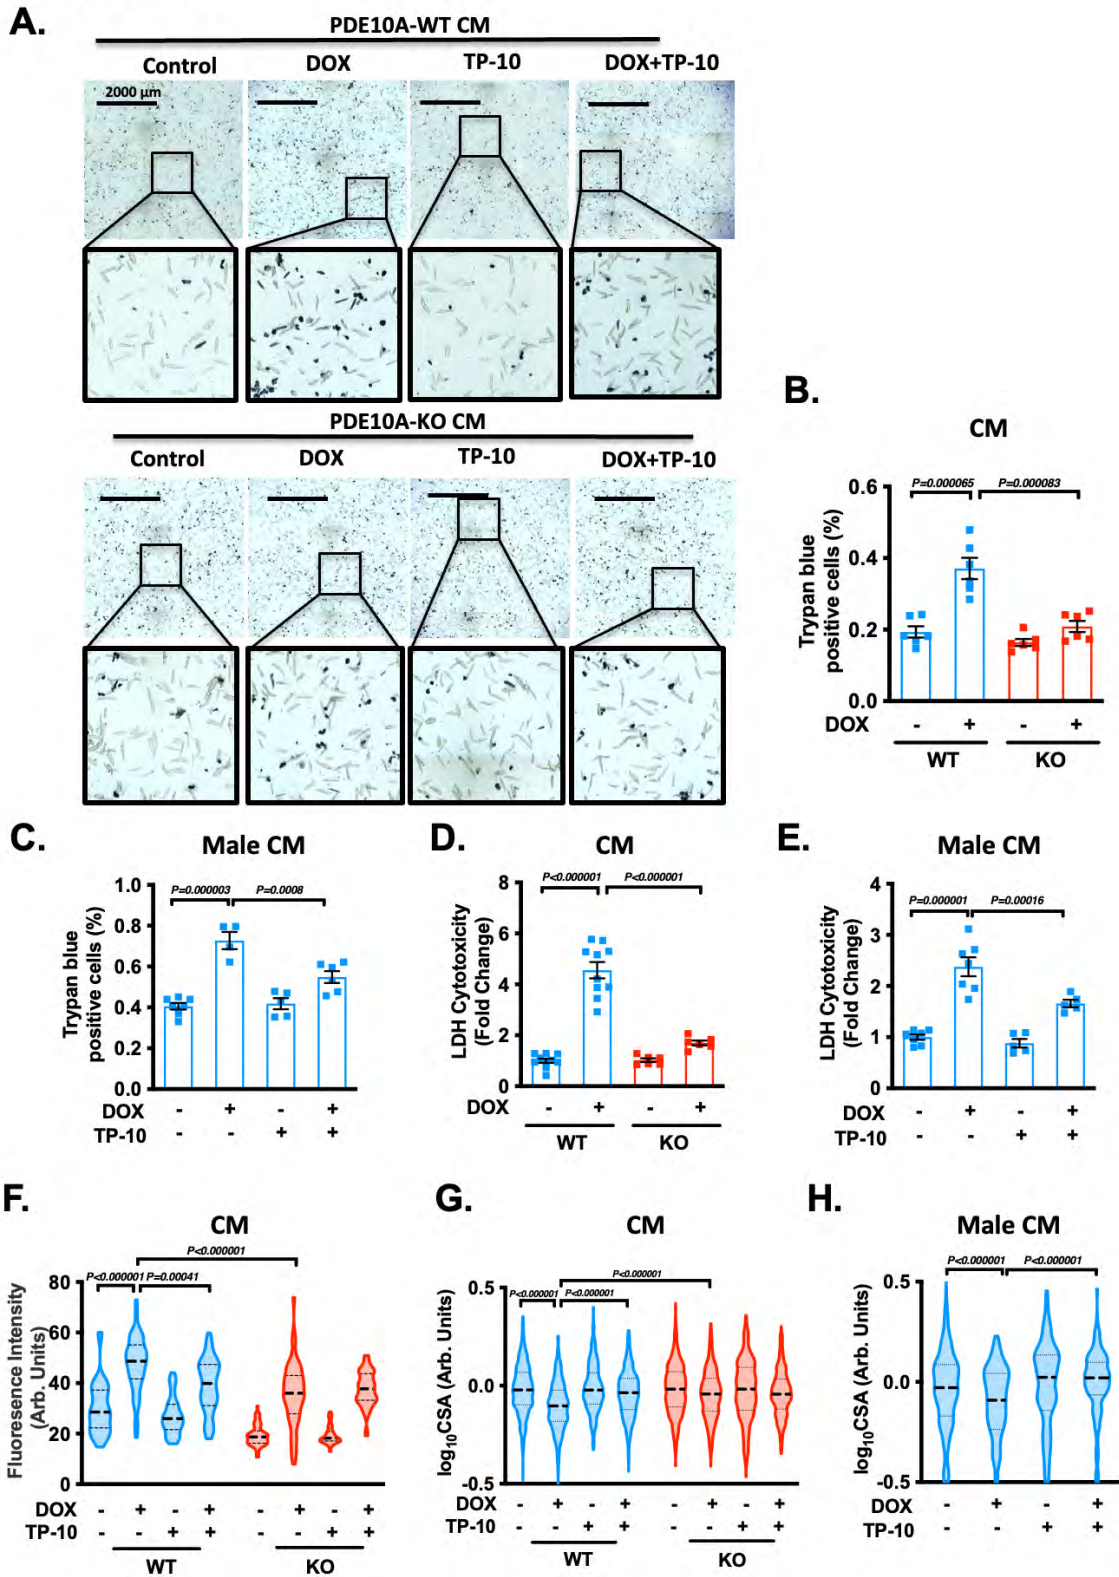 A.
PDE10A-WT CM
Control DOX TP-10 DOX+TP-10
2000 µm
PDE10A-KO CM
Control DOX TP-10 DOX+TP-10
B.
CM
Trypan blue
positive cells (%)
0.6
0.4
0.2
0.0
P=0.000065 P=0.000083
DOX - + - +
WT KO
C.
Male CM
Trypan blue
positive cells (%)
1.0
0.8
0.6
0.4
0.2
0.0
P=0.000003 P=0.0008
DOX - + - +
TP-10 - - + +
D.
CM
LDH Cytotoxicity
(Fold Change)
8
6
4
2
0
P<0.000001 P<0.000001
DOX - + - +
WT KO
E.
Male CM
LDH Cytotoxicity
(Fold Change)
4
3
2
1
0
P=0.000001 P=0.00016
DOX - + - +
TP-10 - - + +
F.
CM
Fluoresence Intensity
(Arb. Units)
80
60
40
20
0
P<0.000001
P<0.000001 P=0.00041
DOX - + - + - + - +
TP-10 - - + + - - + +
WT KO
G.
CM
log10CSA (Arb. Units)
0.5
0.0
-0.5
P<0.000001
P<0.000001 P<0.000001
DOX - + - + - + - +
TP-10 - - + + - - + +
WT KO
H.
Male CM
log10CSA (Arb. Units)
0.5
0.0
-0.5
P<0.000001 P<0.000001
DOX - + - +
TP-10 - - + +